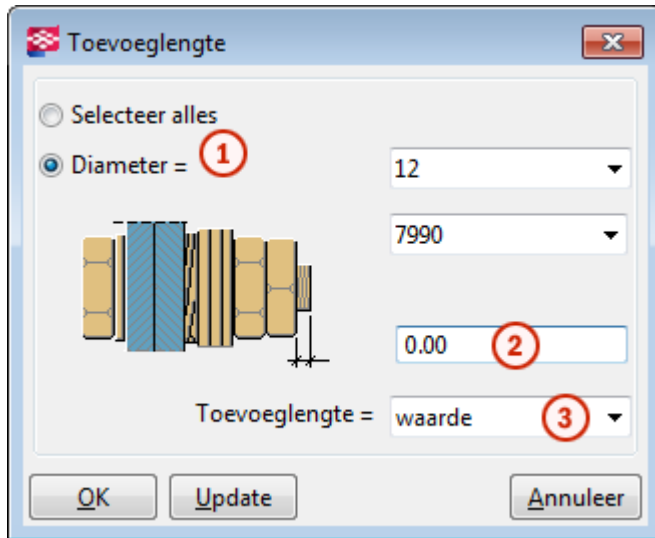 Toevoeglengte
Selecteer alles
Diameter = 1 12
7990
0.00 2
Toevoeglengte = waarde 3
OK Update Annuleer